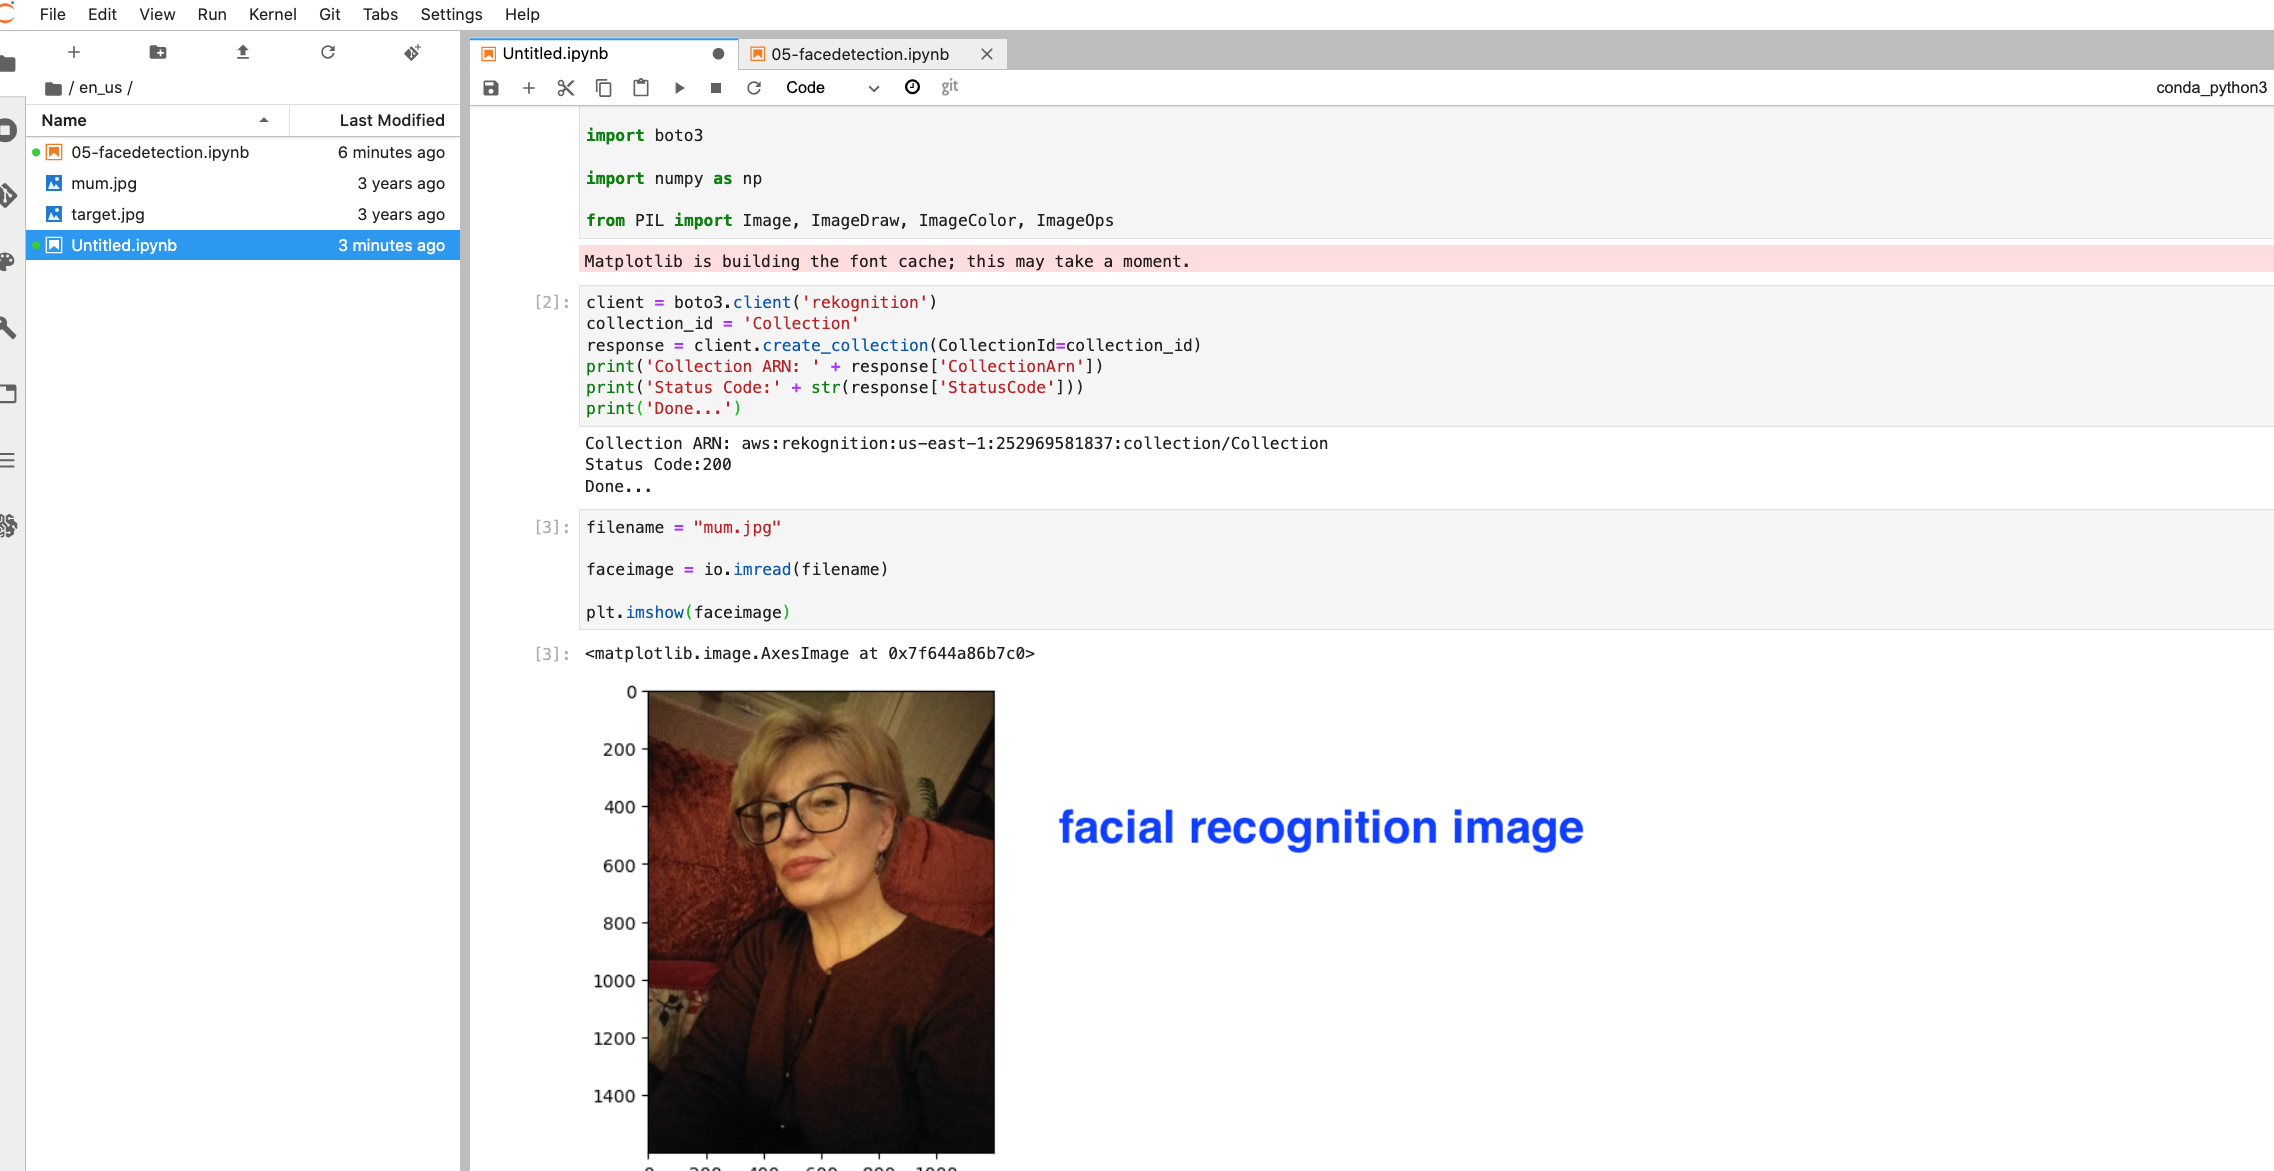 File Edit View Run Kernel Git Tabs Settings Help
/ en_us /
Name Last Modified
05-facedetection.ipynb 6 minutes ago
mum.jpg 3 years ago
target.jpg 3 years ago
Untitled.ipynb 3 minutes ago
Untitled.ipynb 05-facedetection.ipynb
Code git conda_python3
import boto3
import numpy as np
from PIL import Image, ImageDraw, ImageColor, ImageOps
Matplotlib is building the font cache; this may take a moment.
[2]: client = boto3.client('rekognition')
collection_id = 'Collection'
response = client.create_collection(CollectionId=collection_id)
print('Collection ARN: ' + response['CollectionArn'])
print('Status Code:' + str(response['StatusCode']))
print('Done...')
Collection ARN: aws:rekognition:us-east-1:252969581837:collection/Collection
Status Code:200
Done...
[3]: filename = "mum.jpg"
faceimage = io.imread(filename)
plt.imshow(faceimage)
[3]: <matplotlib.image.AxesImage at 0x7f644a86b7c0>
0
200
400
600
800
1000
1200
1400
facial recognition image
0 200 400 600 800 1000